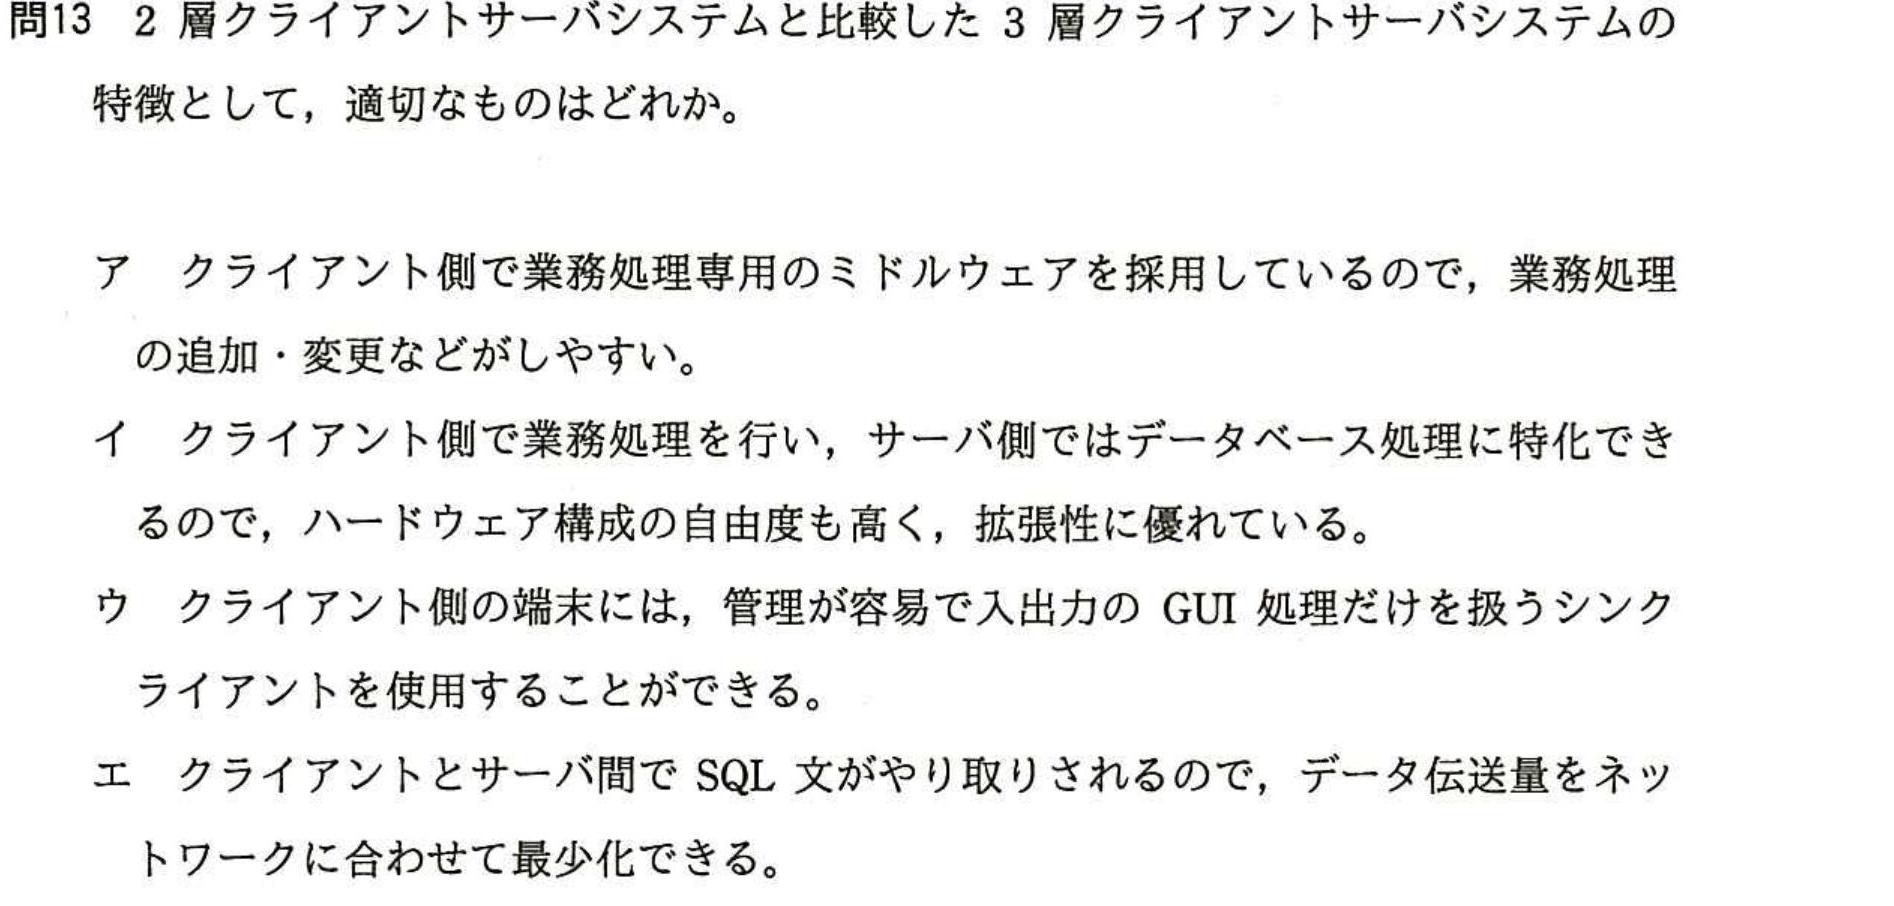 問13 2 層クライアントサーバシステムと比較した 3 層クライアントサーバシステムの
特徴として，適切なものはどれか。
ア クライアント側で業務処理専用のミドルウェアを採用しているので，業務処理
の追加・変更などがしやすい。
イ クライアント側で業務処理を行い，サーバ側ではデータベース処理に特化でき
るので，ハードウェア構成の自由度も高く，拡張性に優れている。
ウ クライアント側の端末には，管理が容易で入出力の GUI 処理だけを扱うシンク
ライアントを使用することができる。
エ クライアントとサーバ間で SQL 文がやり取りされるので，データ伝送量をネッ
トワークに合わせて最少化できる。